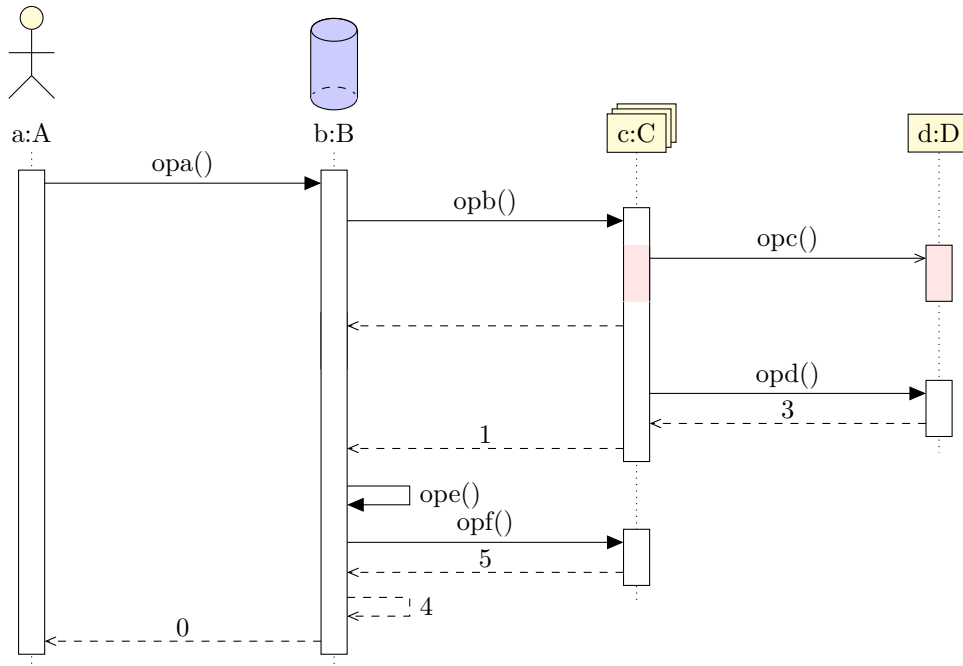 a:A
b:B
c:C
d:D
opa()
opb()
opc()
opd()
3
1
ope()
opf()
5
4
0